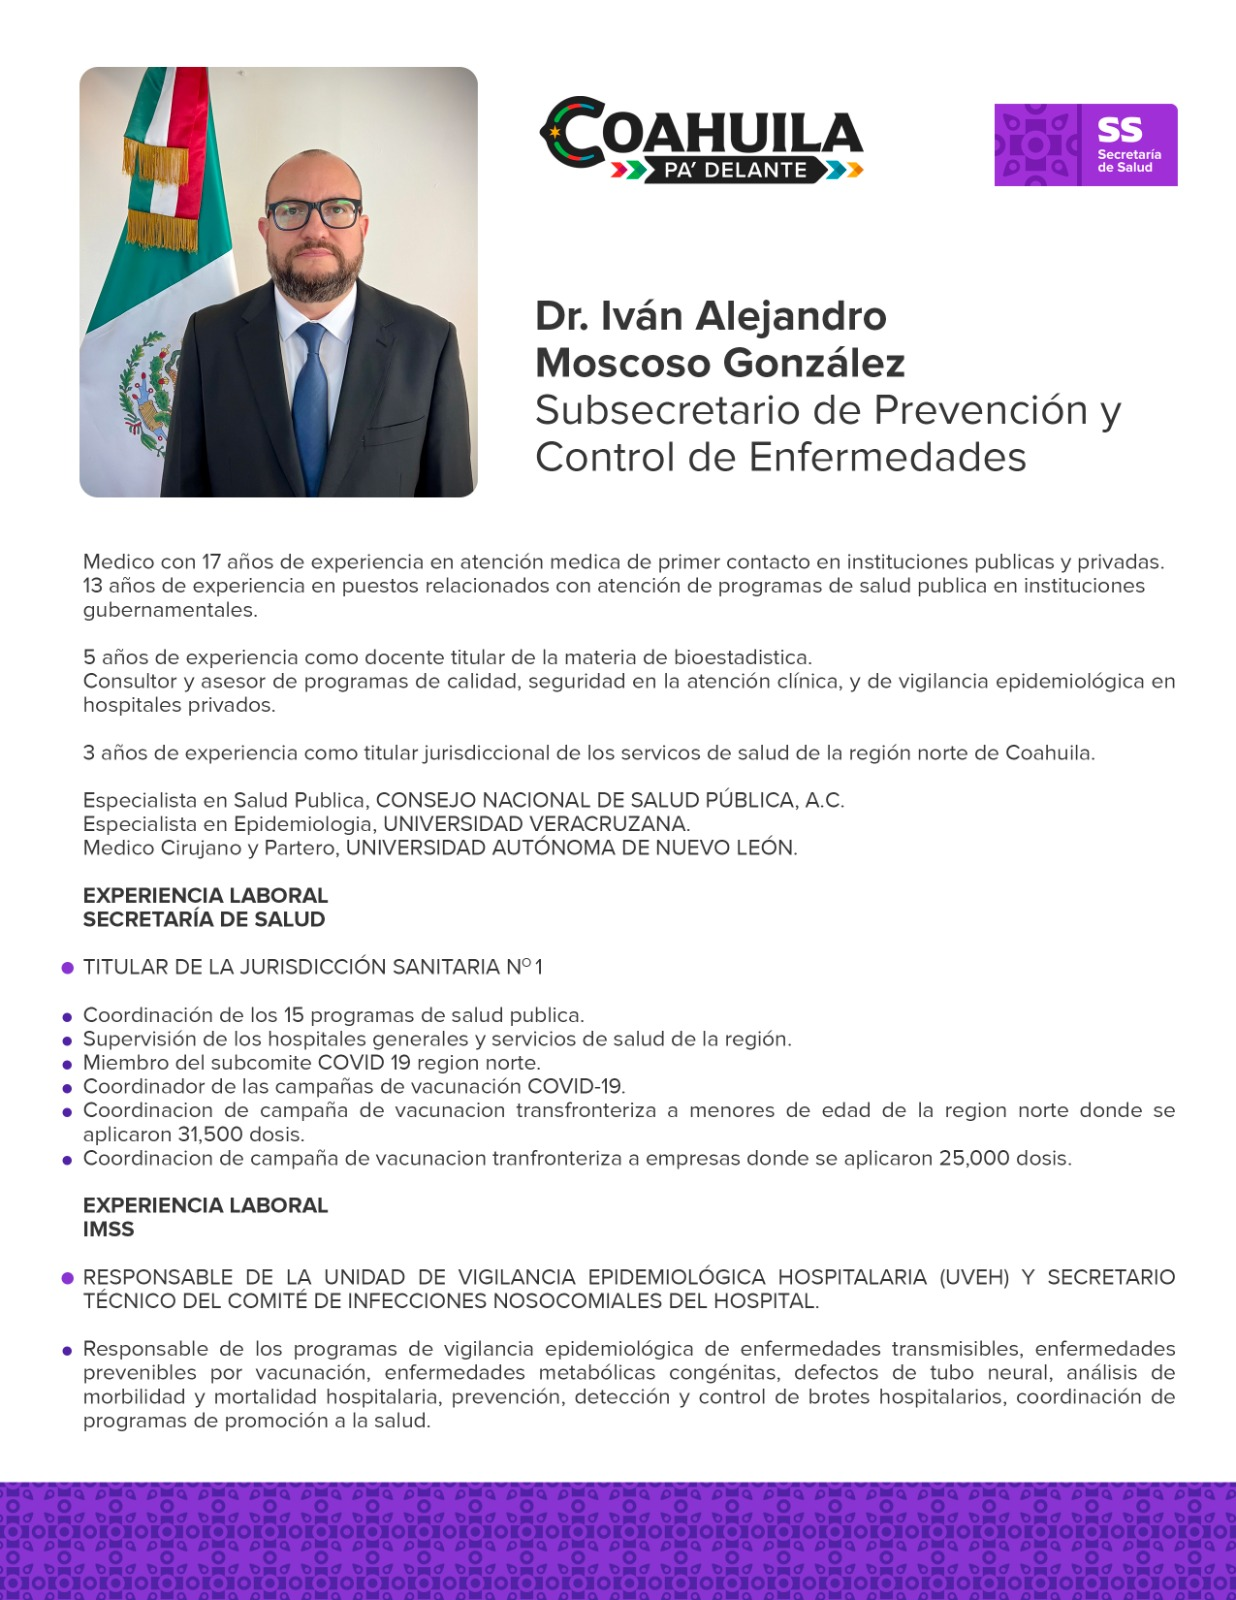 COAHUILA
PA' DELANTE
SS
Secretaría
de Salud
Dr. Iván Alejandro
Moscoso González
Subsecretario de Prevención y
Control de Enfermedades
Medico con 17 años de experiencia en atención medica de primer contacto en instituciones publicas y privadas.
13 años de experiencia en puestos relacionados con atención de programas de salud publica en instituciones
gubernamentales.
5 años de experiencia como docente titular de la materia de bioestadistica.
Consultor y asesor de programas de calidad, seguridad en la atención clínica, y de vigilancia epidemiológica en
hospitales privados.
3 años de experiencia como titular jurisdiccional de los servicos de salud de la región norte de Coahuila.
Especialista en Salud Publica, CONSEJO NACIONAL DE SALUD PÚBLICA, A.C.
Especialista en Epidemiologia, UNIVERSIDAD VERACRUZANA.
Medico Cirujano y Partero, UNIVERSIDAD AUTÓNOMA DE NUEVO LEÓN.
EXPERIENCIA LABORAL
SECRETARÍA DE SALUD
• TITULAR DE LA JURISDICCIÓN SANITARIA Nº 1
• Coordinación de los 15 programas de salud publica.
• Supervisión de los hospitales generales y servicios de salud de la región.
• Miembro del subcomite COVID 19 region norte.
• Coordinador de las campañas de vacunación COVID-19.
• Coordinacion de campaña de vacunacion transfronteriza a menores de edad de la region norte donde se
aplicaron 31,500 dosis.
• Coordinacion de campaña de vacunacion tranfronteriza a empresas donde se aplicaron 25,000 dosis.
EXPERIENCIA LABORAL
IMSS
• RESPONSABLE DE LA UNIDAD DE VIGILANCIA EPIDEMIOLÓGICA HOSPITALARIA (UVEH) Y SECRETARIO
TÉCNICO DEL COMITÉ DE INFECCIONES NOSOCOMIALES DEL HOSPITAL.
• Responsable de los programas de vigilancia epidemiológica de enfermedades transmisibles, enfermedades
prevenibles por vacunación, enfermedades metabólicas congénitas, defectos de tubo neural, análisis de
morbilidad y mortalidad hospitalaria, prevención, detección y control de brotes hospitalarios, coordinación de
programas de promoción a la salud.